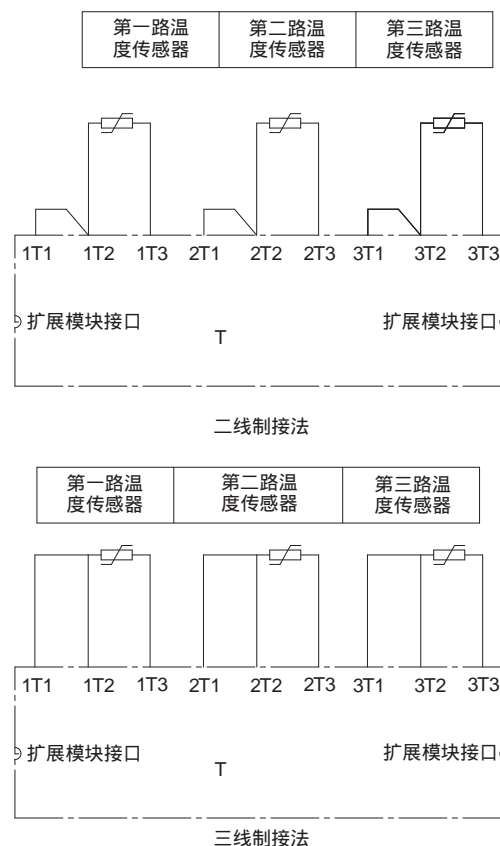 第一路温
度传感器
第二路温
度传感器
第三路温
度传感器
1T1 1T2 1T3 2T1 2T2 2T3 3T1 3T2 3T3
扩展模块接口
T
扩展模块接口
二线制接法
第一路温
度传感器
第二路温
度传感器
第三路温
度传感器
1T1 1T2 1T3 2T1 2T2 2T3 3T1 3T2 3T3
扩展模块接口
T
扩展模块接口
三线制接法